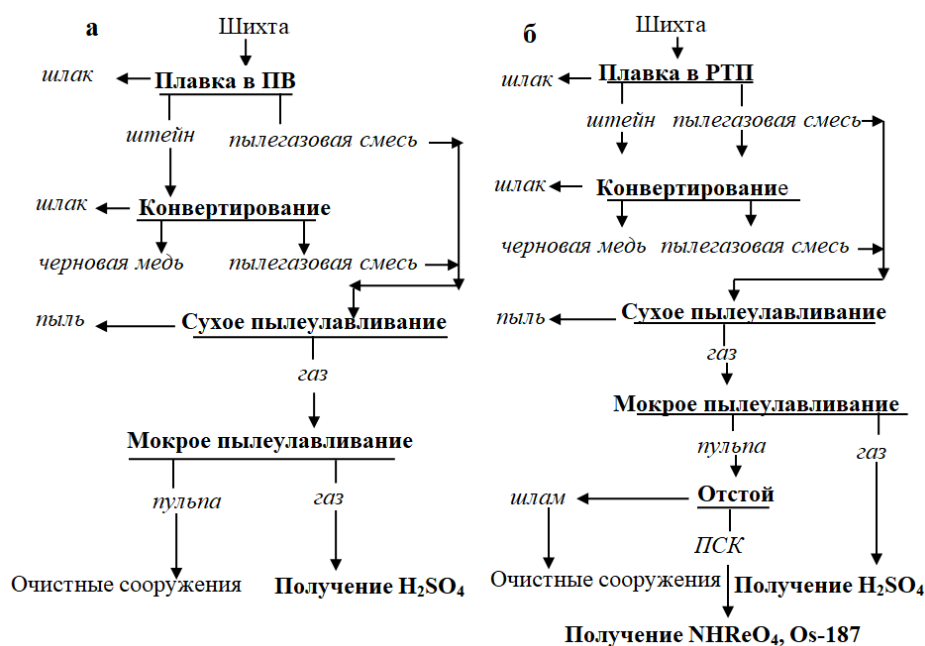 а
Шихта
шлак
Плавка в ПВ
штейн
пылегазовая смесь
шлак
Конвертирование
черновая медь
пылегазовая смесь
пыль
Сухое пылеулавливание
газ
Мокрое пылеулавливание
пульпа
газ
Очистные сооружения
Получение H₂SO₄
б
Шихта
шлак
Плавка в РТП
штейн
пылегазовая смесь
шлак
Конвертирование
черновая медь
пылегазовая смесь
пыль
Сухое пылеулавливание
газ
Мокрое пылеулавливание
пульпа
газ
шлам
Отстой
ПСК
Очистные сооружения
Получение H₂SO₄
Получение NHReO₄, Os-187